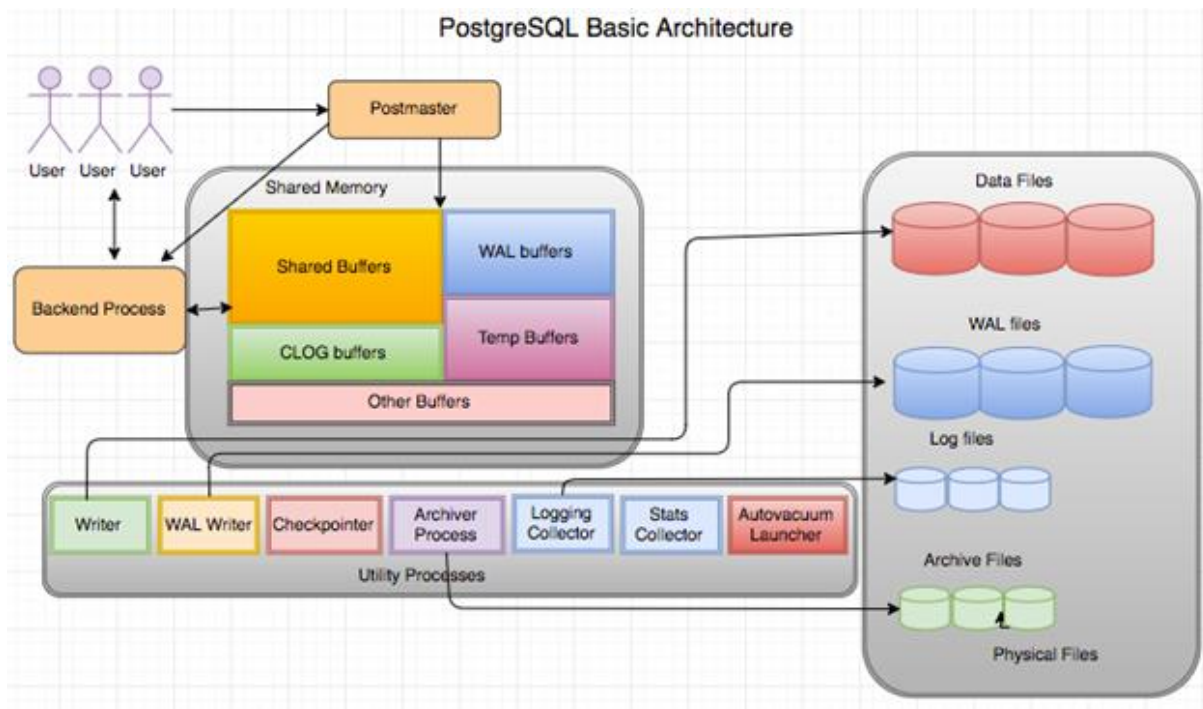 PostgreSQL Basic Architecture
Postmaster
User User User
Shared Memory
Data Files
Shared Buffers
WAL buffers
Backend Process
WAL files
CLOG buffers
Temp Buffers
Other Buffers
Log files
Writer
WAL Writer
Checkpointer
Archiver
Process
Logging
Collector
Stats
Collector
Autovacuum
Launcher
Utility Processes
Archive Files
Physical Files